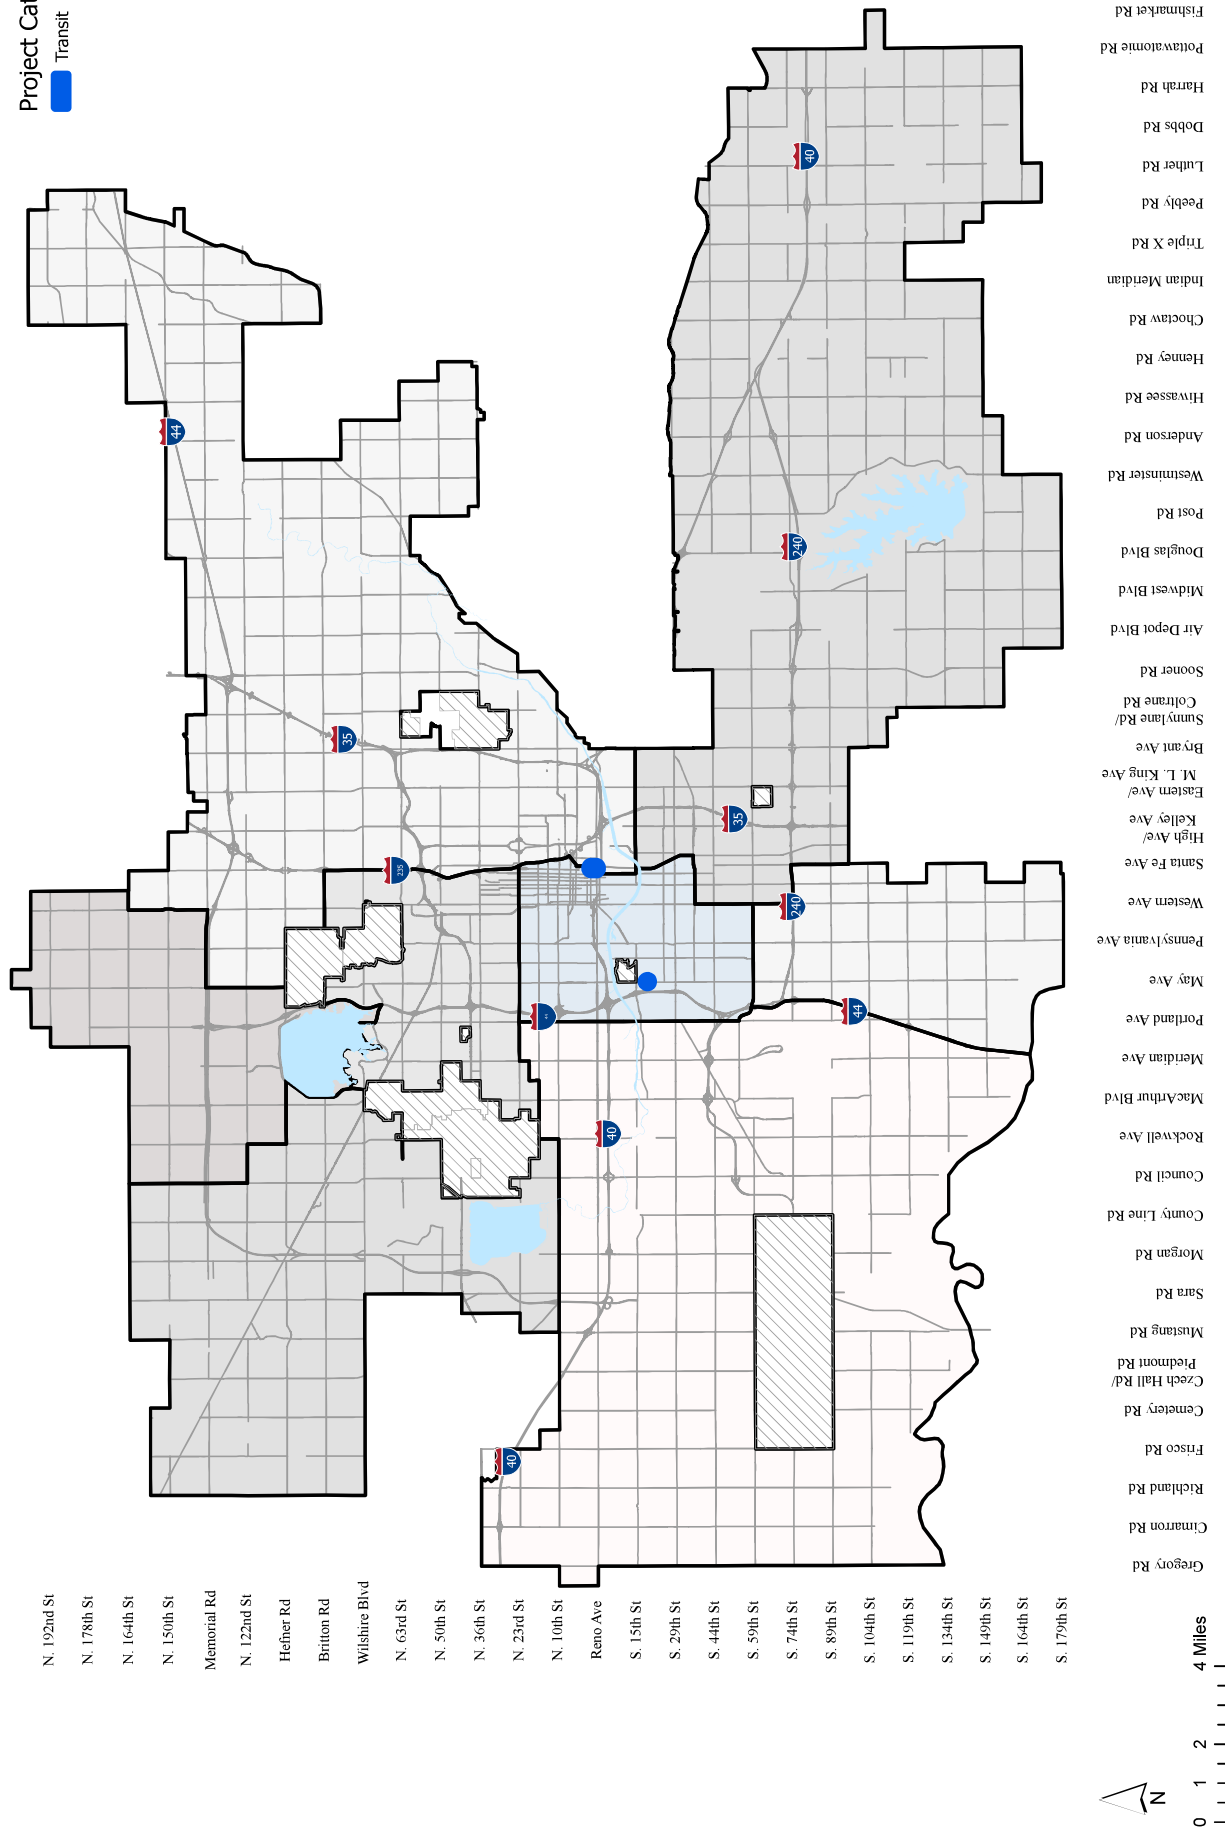 Project Cat
Transit
Fishmarket Rd
Pottawatomie Rd
Harrah Rd
Dobbs Rd
Luther Rd
Peebly Rd
Triple X Rd
Indian Meridian
Choctaw Rd
Henney Rd
Hiwassee Rd
Anderson Rd
Westminster Rd
Post Rd
Douglas Blvd
Midwest Blvd
Air Depot Blvd
Sooner Rd
Sunnylane Rd/
Coltrane Rd
Bryant Ave
Eastern Ave/
M. L. King Ave
High Ave/
Kelley Ave
Santa Fe Ave
Western Ave
Pennsylvania Ave
May Ave
Portland Ave
Meridian Ave
MacArthur Blvd
Rockwell Ave
Council Rd
County Line Rd
Morgan Rd
Sara Rd
Mustang Rd
Czech Hall Rd/
Piedmont Rd
Cemetery Rd
Frisco Rd
Richland Rd
Cimarron Rd
Gregory Rd
40
44
240
35
35
235
240
44
44
40
40
N. 192nd St
N. 178th St
N. 164th St
N. 150th St
Memorial Rd
N. 122nd St
Hefner Rd
Britton Rd
Wilshire Blvd
N. 63rd St
N. 50th St
N. 36th St
N. 23rd St
N. 10th St
Reno Ave
S. 15th St
S. 29th St
S. 44th St
S. 59th St
S. 74th St
S. 89th St
S. 104th St
S. 119th St
S. 134th St
S. 149th St
S. 164th St
S. 179th St
N
0 1 2 4 Miles